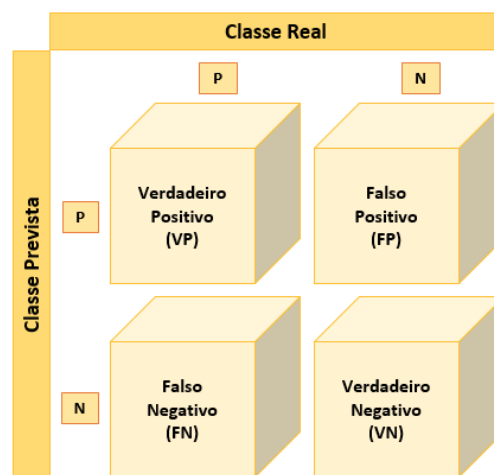 Classe Real
P
N
Classe Prevista
P
Verdadeiro
Positivo
(VP)
Falso
Positivo
(FP)
N
Falso
Negativo
(FN)
Verdadeiro
Negativo
(VN)